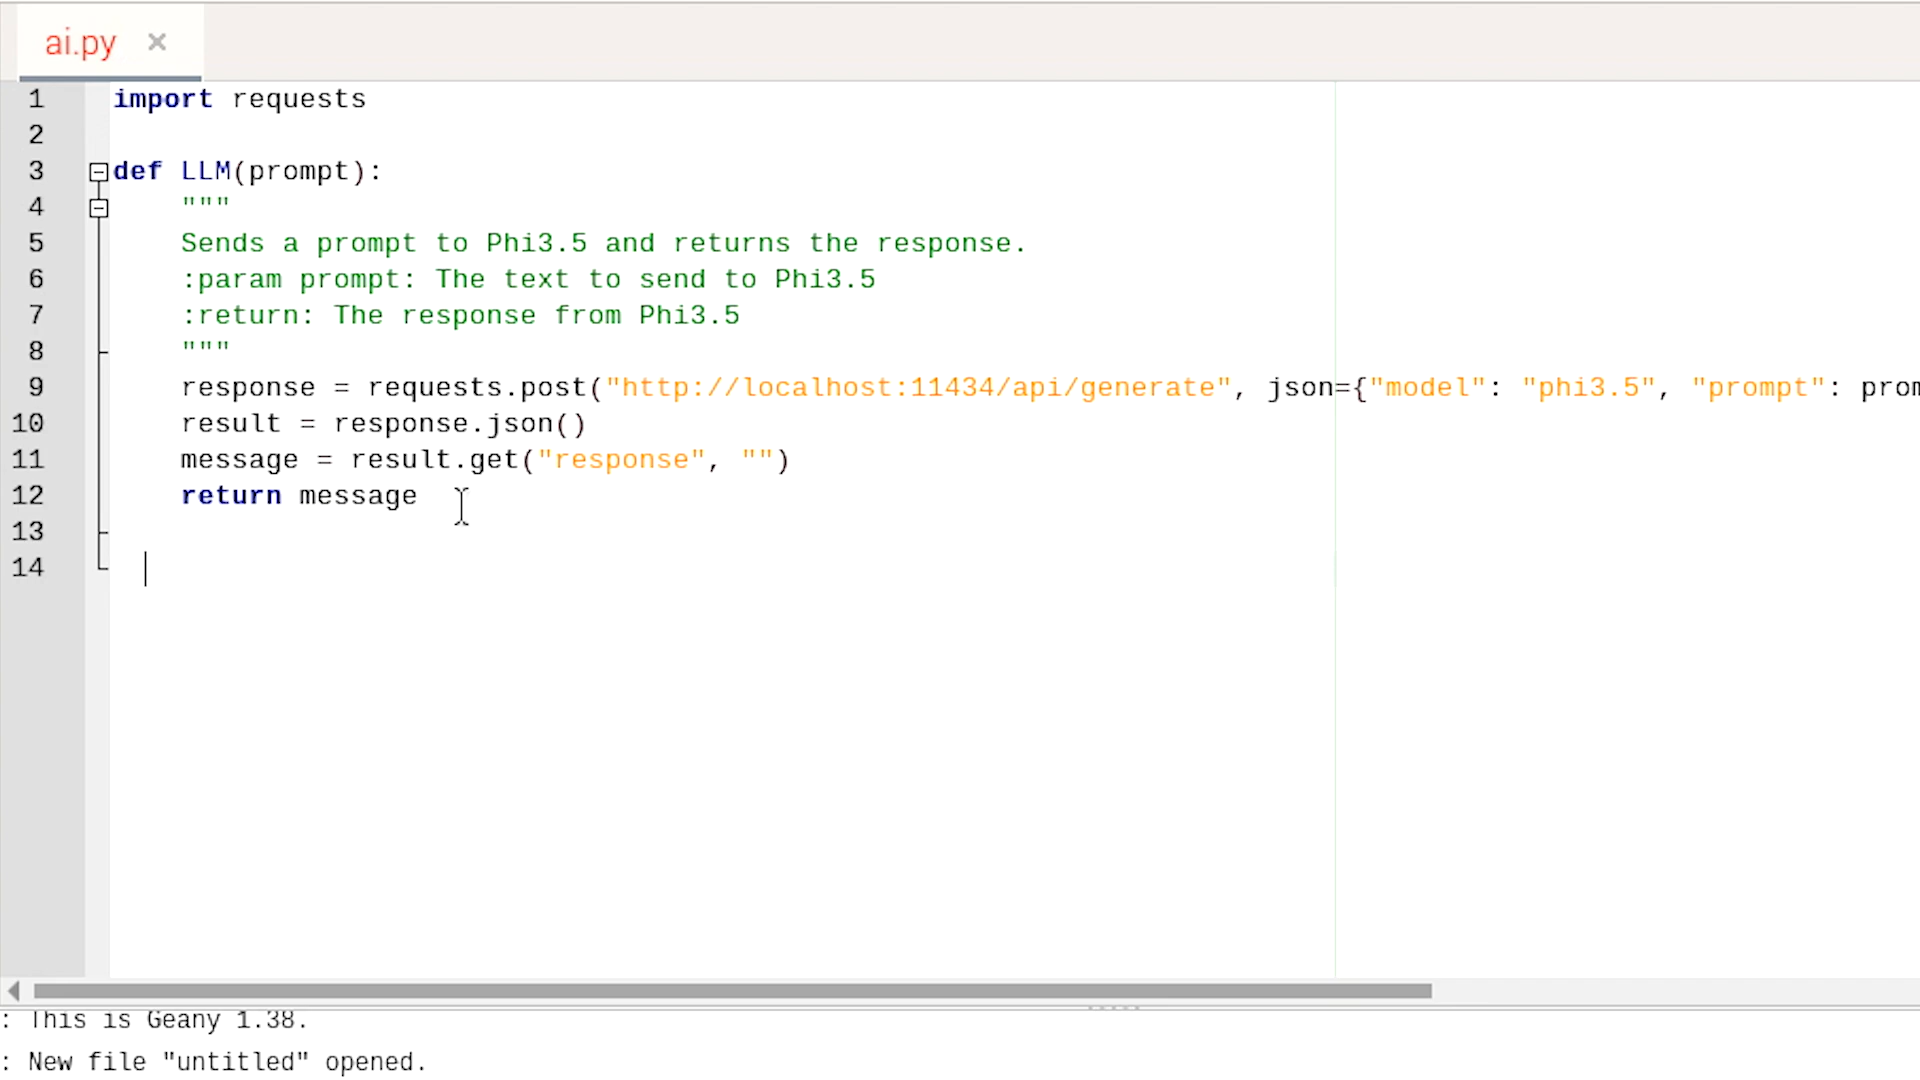 ai.py ×
1 import requests
2
3 def LLM(prompt):
4     """
5     Sends a prompt to Phi3.5 and returns the response.
6     :param prompt: The text to send to Phi3.5
7     :return: The response from Phi3.5
8     """
9     response = requests.post("http://localhost:11434/api/generate", json={"model": "phi3.5", "prompt": prom
10     result = response.json()
11     message = result.get("response", "")
12     return message
13
14
: This is Geany 1.38.
: New file "untitled" opened.